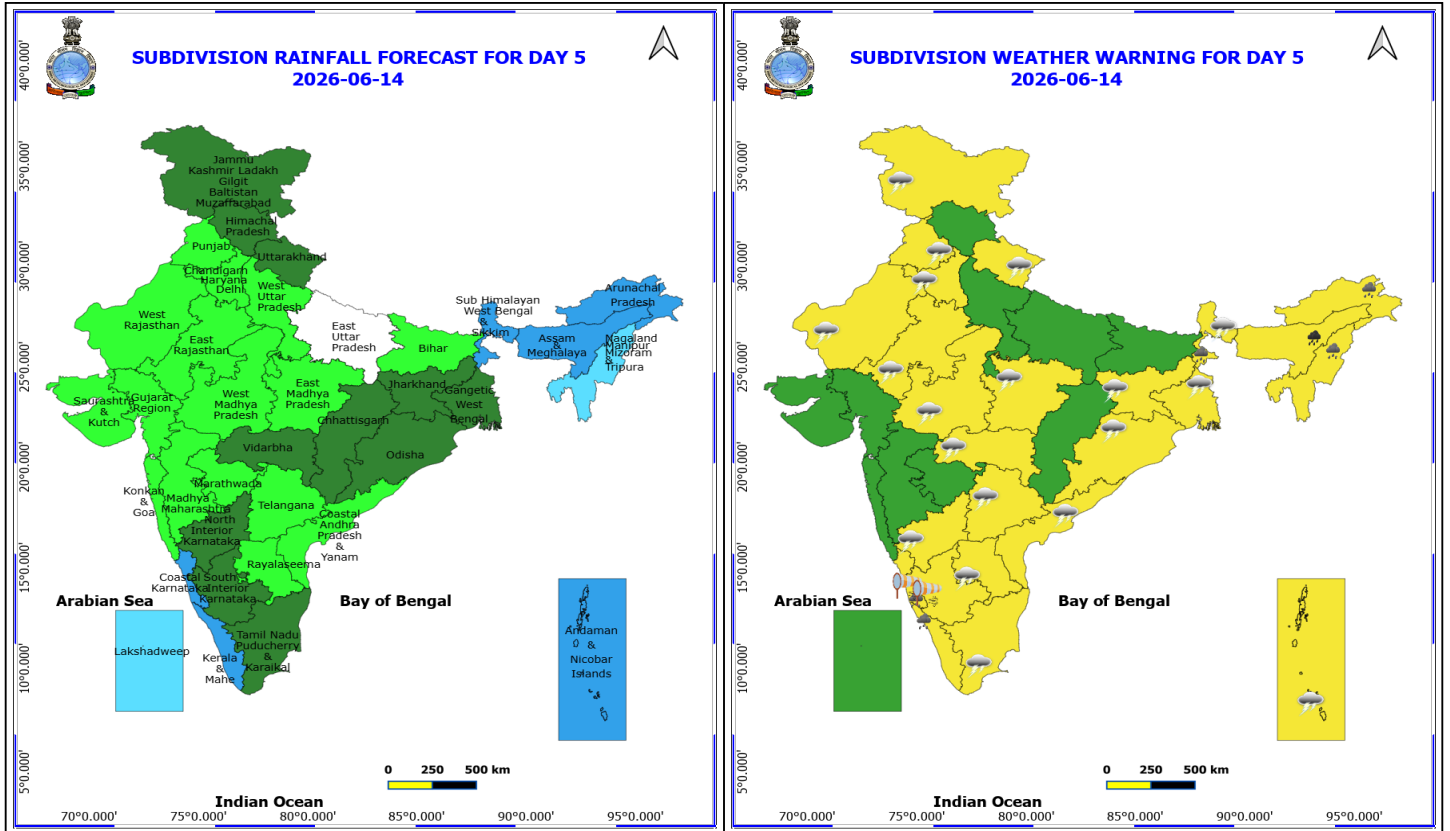 SUBDIVISION RAINFALL FORECAST FOR DAY 5
2026-06-14
40°0.000'
35°0.000'
30°0.000'
25°0.000'
20°0.000'
15°0.000'
10°0.000'
5°0.000'
Jammu
Kashmir Ladakh
Gilgit
Baltistan
Muzaffarabad
Himachal
Pradesh
Punjab
Uttarakhand
Chandigarh
Haryana
Delhi
West
Uttar
Pradesh
West
Rajasthan
East
Rajasthan
East
Uttar
Pradesh
Bihar
Sub Himalayan
West Bengal
&
Sikkim
Arunachal
Pradesh
Assam
&
Meghalaya
Nagaland
Manipur
Mizoram
&
Tripura
Saurashtra
&
Kutch
Gujarat
Region
West
Madhya
Pradesh
East
Madhya
Pradesh
Jharkhand
Gangetic
West
Bengal
Chhattisgarh
Odisha
Vidarbha
Konkan
&
Goa
Madhya
Maharashtra
Marathwada
Telangana
North
Interior
Karnataka
Coastal
Andhra
Pradesh
&
Yanam
Rayalaseema
Coastal
Karnataka
South
Interior
Karnataka
Tamil Nadu
Puducherry
&
Karaikal
Kerala
&
Mahe
Lakshadweep
Andaman
&
Nicobar
Islands
Arabian Sea
Bay of Bengal
Indian Ocean
0 250 500 km
70°0.000' 75°0.000' 80°0.000' 85°0.000' 90°0.000' 95°0.000'
SUBDIVISION WEATHER WARNING FOR DAY 5
2026-06-14
40°0.000'
35°0.000'
30°0.000'
25°0.000'
20°0.000'
15°0.000'
10°0.000'
5°0.000'
Arabian Sea
Bay of Bengal
Indian Ocean
0 250 500 km
70°0.000' 75°0.000' 80°0.000' 85°0.000' 90°0.000' 95°0.000'